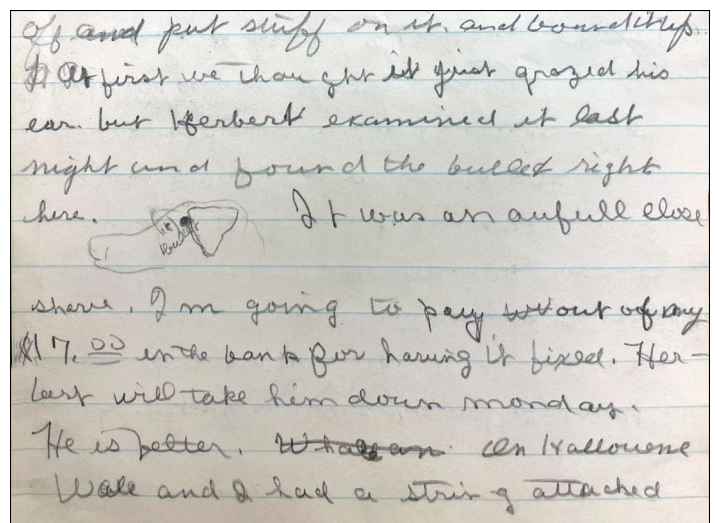 off and put stuff on it. and bound it up.
At first we thought it just grazed his
ear. but Herbert examined it last
night and found the bullet right
here. It was an aufull close
bullet
shave. I'm going to pay out of my
$17.00 in the bank for having it fixed. Her-
bert will take him down monday.
He is better. On Hallouene
Wale and I had a string attached